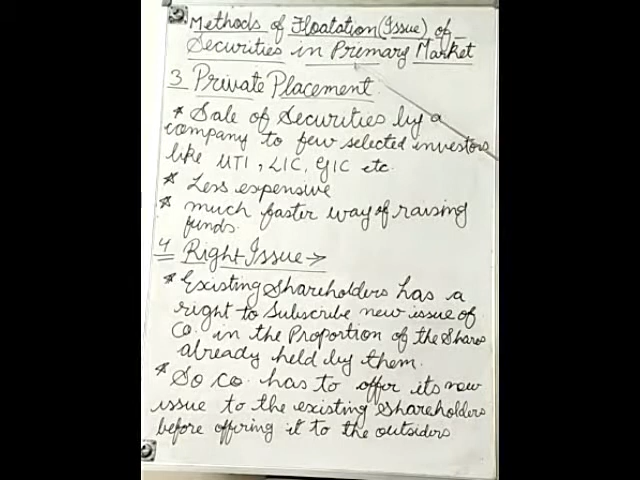 Methods of Floatation (Issue) of
Securities in Primary Market
3 Private Placement
* Sale of Securities by a
company to few selected investors
like UTI, LIC, GIC etc.
* Less expensive
* much faster way of raising
funds.
4 Right Issue →
* Existing Shareholders has a
right to Subscribe new issue of
Co. in the Proportion of the Shares
already held by them.
* So Co. has to offer its new
issue to the existing Shareholders
before offering it to the outsiders